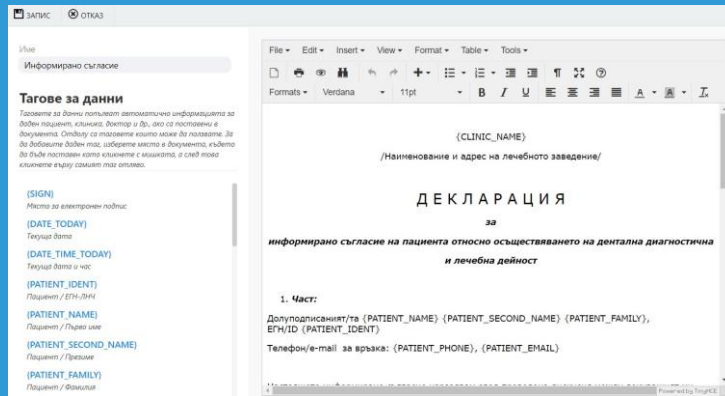 ЗАПИС ОТКАЗ
Име
Информирано съгласие
Тагове за данни
Таговете за данни попълват автоматично информацията за
даден пациент, клиника, доктор и др., ако са поставени в
документа. Отдолу са таговете които може да ползвате. За
да добавите даден таг, изберете място в документа, където
да бъде поставен като кликнете с мишката, а след това
кликнете върху самият таг отляво.
{SIGN}
Място за електронен подпис
{DATE_TODAY}
Текуща дата
{DATE_TIME_TODAY}
Текуща дата и час
{PATIENT_IDENT}
Пациент / ЕГН-ЛНЧ
{PATIENT_NAME}
Пациент / Първо име
{PATIENT_SECOND_NAME}
Пациент / Презиме
{PATIENT_FAMILY}
Пациент / Фамилия
File Edit Insert View Format Table Tools
Formats Verdana 11pt B I U A A
{CLINIC_NAME}
/Наименование и адрес на лечебното заведение/
ДЕКЛАРАЦИЯ
за
информирано съгласие на пациента относно осъществяването на дентална диагностична
и лечебна дейност
1. Част:
Долуподписаният/та {PATIENT_NAME} {PATIENT_SECOND_NAME} {PATIENT_FAMILY},
ЕГН/ID {PATIENT_IDENT}
Телефон/e-mail за връзка: {PATIENT_PHONE}, {PATIENT_EMAIL}
Powered by TinyMCE